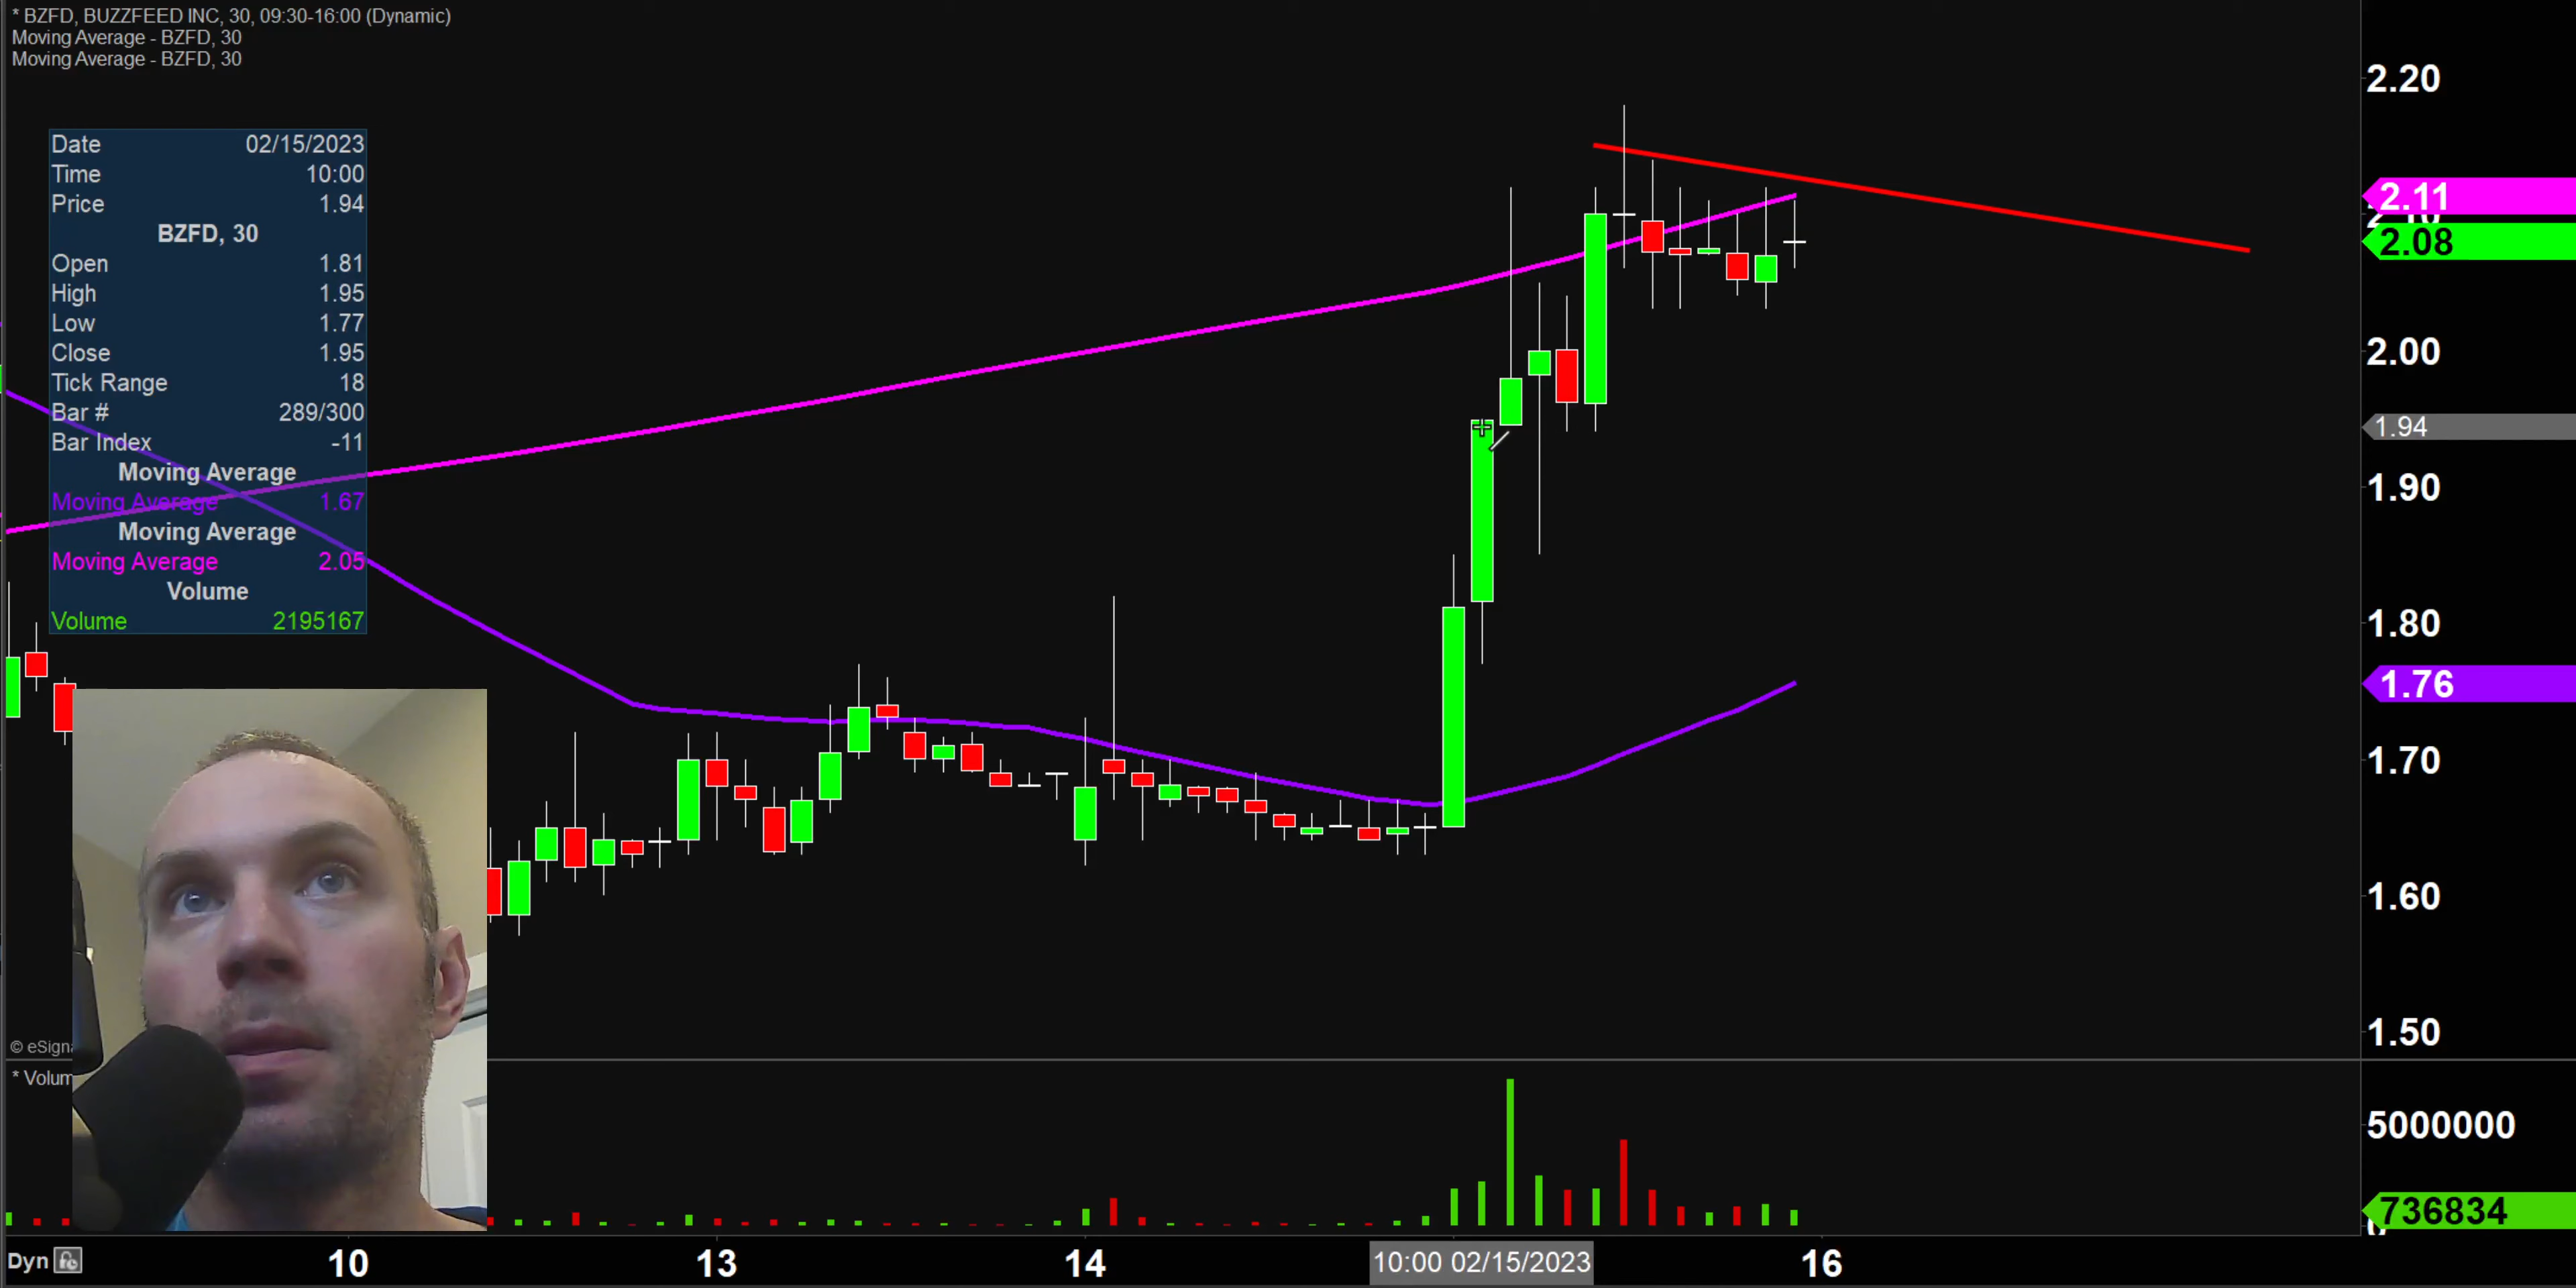 * BZFD, BUZZFEED INC, 30, 09:30-16:00 (Dynamic)
Moving Average - BZFD, 30
Moving Average - BZFD, 30
Date 02/15/2023
Time 10:00
Price 1.94
BZFD, 30
Open 1.81
High 1.95
Low 1.77
Close 1.95
Tick Range 18
Bar # 289/300
Bar Index -11
Moving Average
Moving Average 1.67
Moving Average
Moving Average 2.05
Volume
Volume 2195167
2.20
2.11
2.08
2.00
1.94
1.90
1.80
1.76
1.70
1.60
1.50
© eSigna
* Volum
5000000
736834
Dyn
10 13 14 10:00 02/15/2023 16